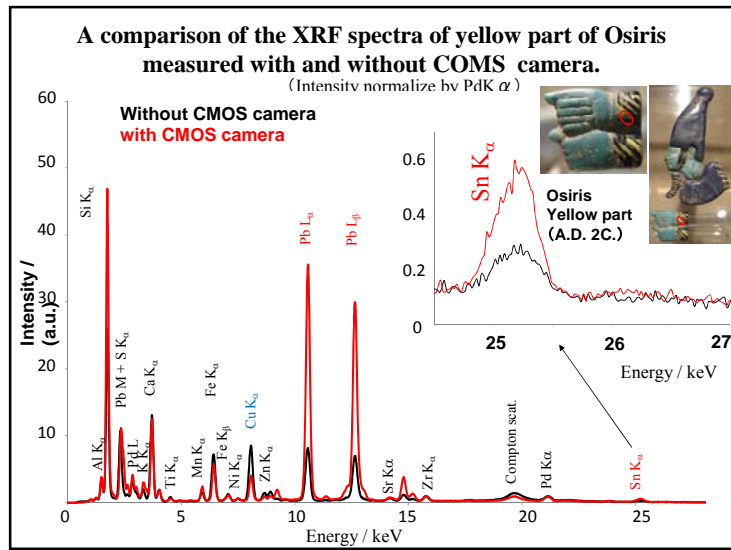 A comparison of the XRF spectra of yellow part of Osiris
measured with and without COMS camera.
(Intensity normalize by PdKα)
Without CMOS camera
with CMOS camera
60
50
40
30
20
10
Intensity /
(a.u.)
Si Kα
Al Kα
Pb M + S Kα
Pd L
K Kα
Ca Kα
Ti Kα
Mn Kα
Fe Kα
Fe Kβ
Ni Kα
Cu Kα
Zn Kα
Pb Lα
Pb Lβ
Sr Kα
Zr Kα
Compton scat.
Pd Kα
Sn Kα
0 5 10 15 20 25
Energy / keV
0.6
0.4
0.2
0
Sn Kα
Osiris
Yellow part
(A.D. 2C.)
25 26 27
Energy / keV